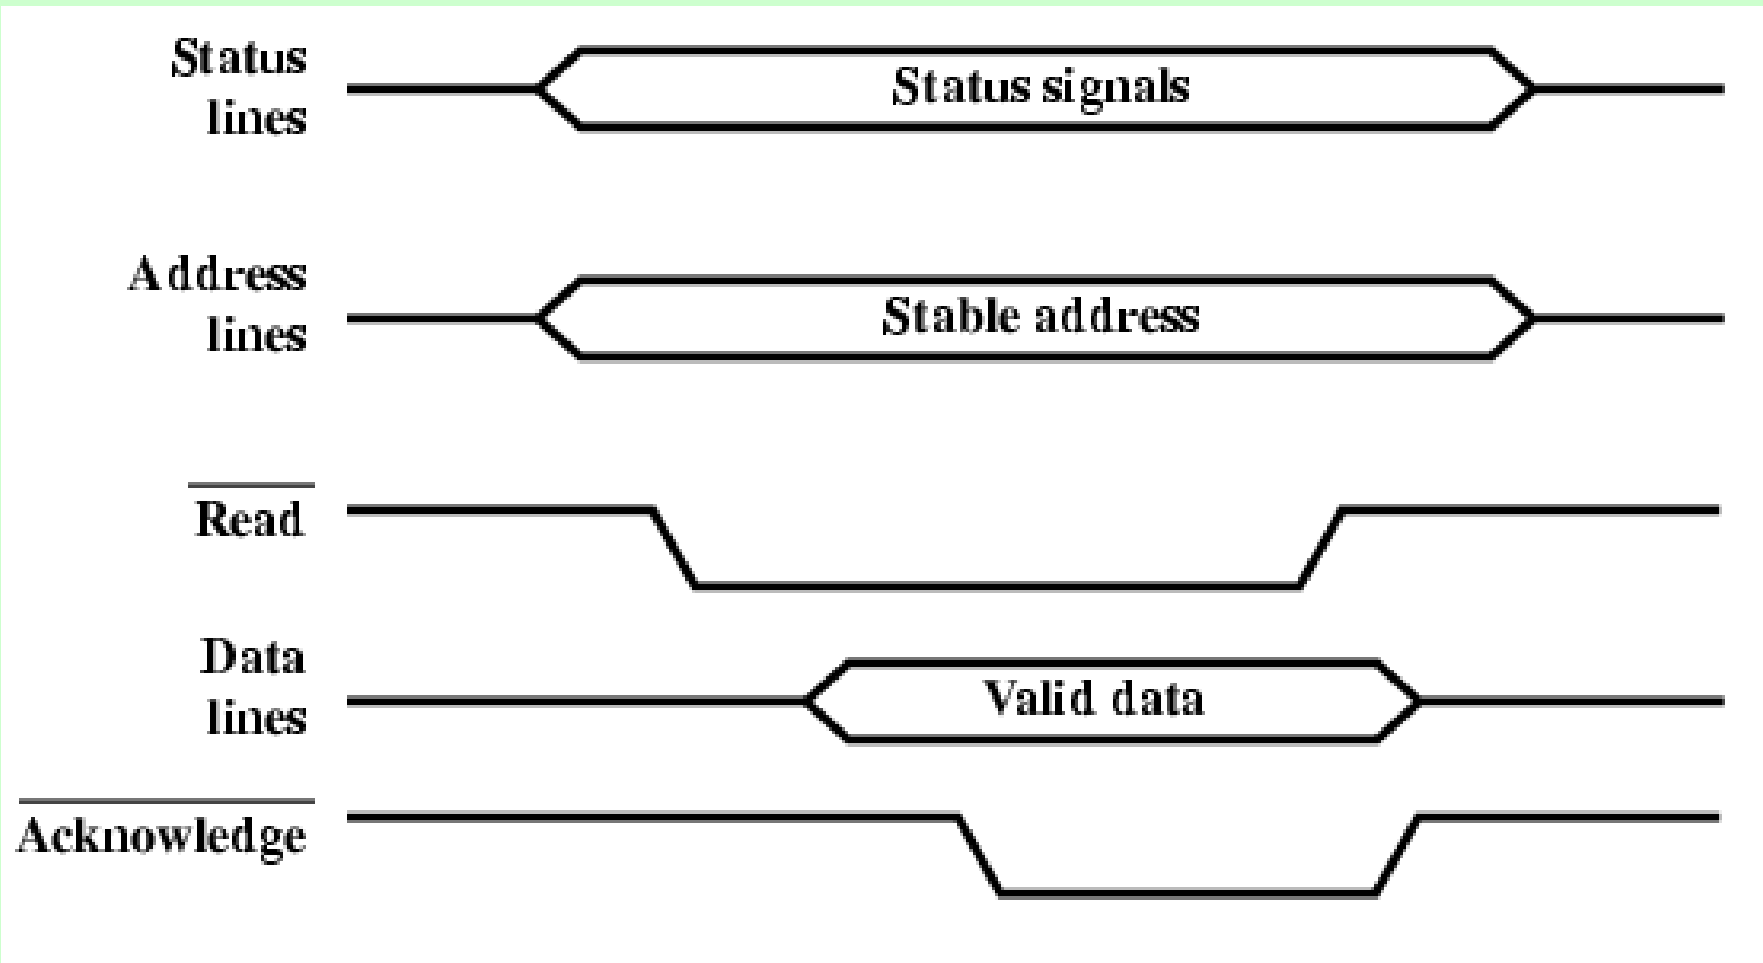 Status
lines
Status signals
Address
lines
Stable address
Read
Data
lines
Valid data
Acknowledge